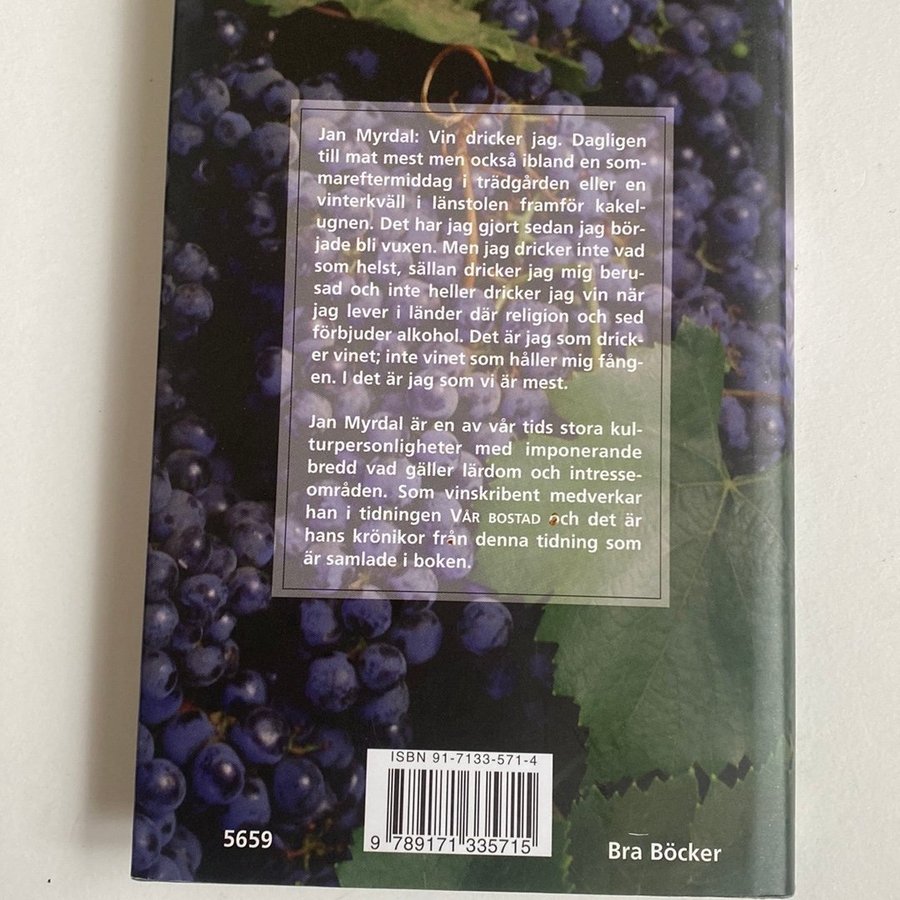 Jan Myrdal: Vin dricker jag. Dagligen
till mat mest men också ibland en som-
mareftermiddag i trädgården eller en
vinterkväll i länstolen framför kakel-
ugnen. Det har jag gjort sedan jag bör-
jade bli vuxen. Men jag dricker inte vad
som helst, sällan dricker jag mig beru-
sad och inte heller dricker jag vin när
jag lever i länder där religion och sed
förbjuder alkohol. Det är jag som drick-
er vinet; inte vinet som håller mig fång-
en. I det är jag som vi är mest.
Jan Myrdal är en av vår tids stora kul-
turpersonligheter med imponerande
bredd vad gäller lärdom och intresse-
områden. Som vinskribent medverkar
han i tidningen VÅR BOSTAD och det är
hans krönikor från denna tidning som
är samlade i boken.
ISBN 91-7133-571-4
9 789171 335715
5659
Bra Böcker